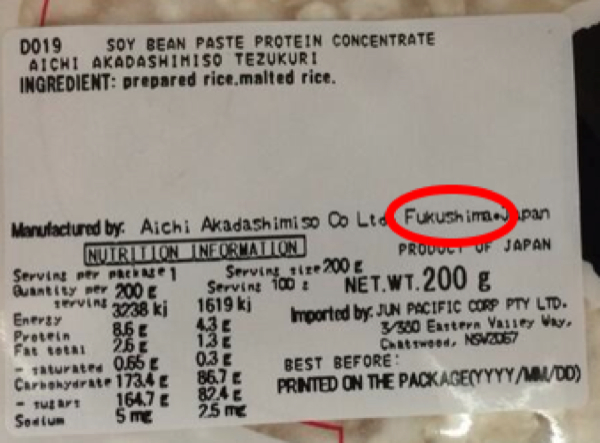 D019 SOY BEAN PASTE PROTEIN CONCENTRATE
AICHI AKADASHIMISO TEZUKURI
INGREDIENT: prepared rice.malted rice.
Manufactured by: Aichi Akadashimiso Co Ltd. Fukushima Japan
NUTRITION INFORMATION
PRODUCT OF JAPAN
Serving per package 1 Serving size 200 g
Quantity per serving 200 g Serving 100 g
NET.WT. 200 g
Energy 3238 kj 1619 kj
Protein 8.6 g 4.3 g
Fat total 2.6 g 1.3 g
- saturated 0.65 g 0.3 g
Carbohydrate 173.4 g 86.7 g
- sugars 164.7 g 82.4 g
Sodium 5 mg 2.5 mg
Imported by: JUN PACIFIC CORP PTY LTD.
3/330 Eastern Valley Way,
Chatswood, NSW2067
BEST BEFORE:
PRINTED ON THE PACKAGE(YYYY/MM/DD)